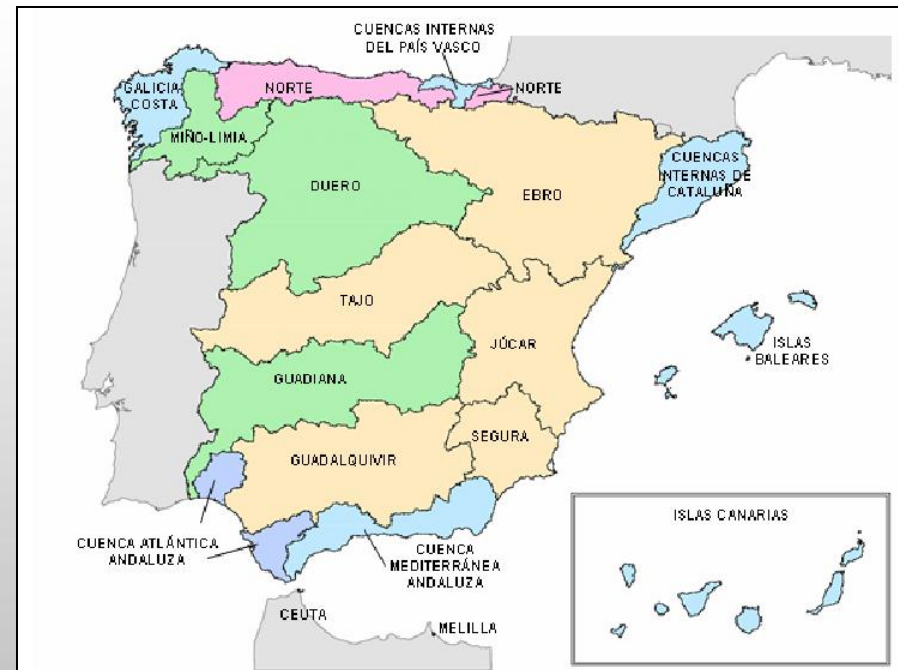 CUENCAS INTERNAS
DEL PAÍS VASCO
GALICIA
COSTA
NORTE
NORTE
MIÑO-LIMIA
DUERO
EBRO
CUENCAS
INTERNAS DE
CATALUÑA
TAJO
JÚCAR
ISLAS
BALEARES
GUADIANA
SEGURA
GUADALQUIVIR
CUENCA ATLÁNTICA
ANDALUZA
CUENCA
MEDITERRÁNEA
ANDALUZA
ISLAS CANARIAS
CEUTA
MELILLA